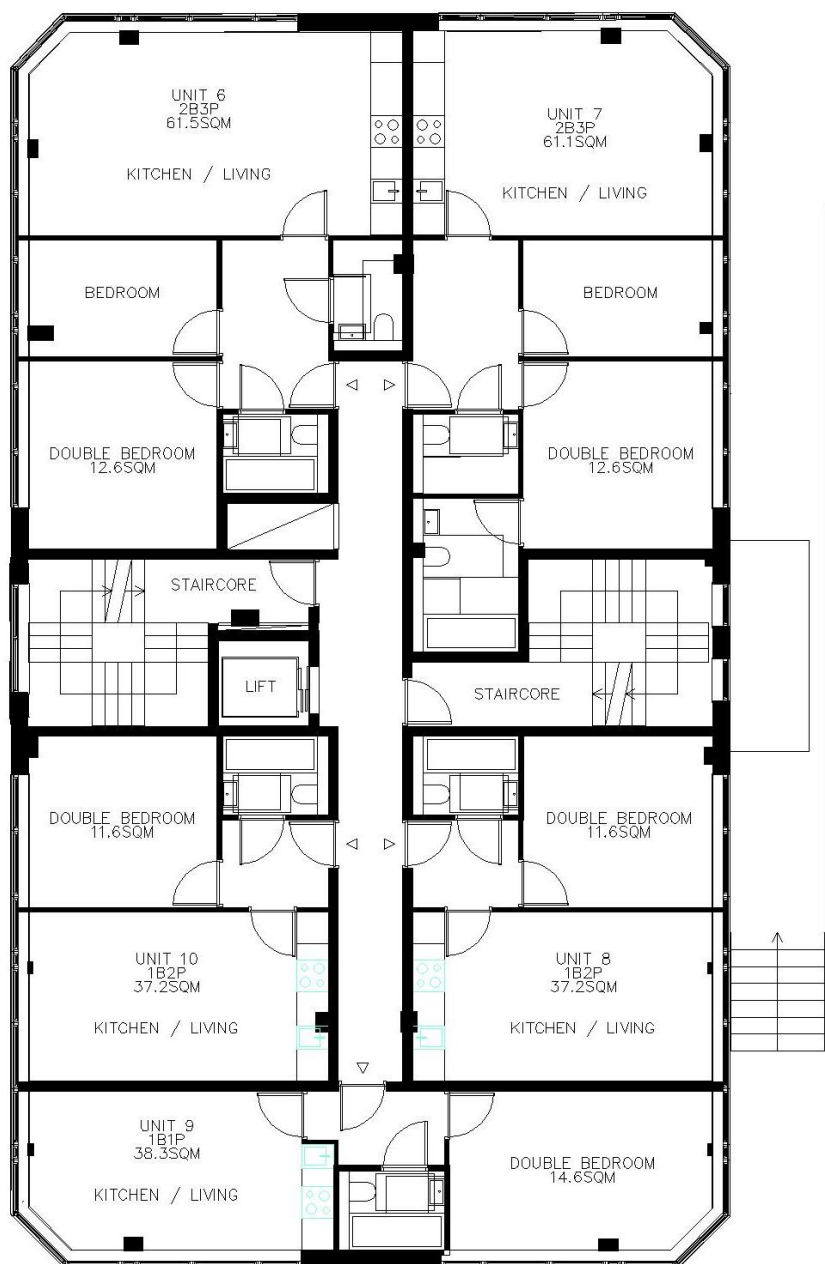 UNIT 6
2B3P
61.5SQM
KITCHEN / LIVING
UNIT 7
2B3P
61.1SQM
KITCHEN / LIVING
BEDROOM
BEDROOM
DOUBLE BEDROOM
12.6SQM
DOUBLE BEDROOM
12.6SQM
STAIRCORE
LIFT
STAIRCORE
DOUBLE BEDROOM
11.6SQM
DOUBLE BEDROOM
11.6SQM
UNIT 10
1B2P
37.2SQM
KITCHEN / LIVING
UNIT 8
1B2P
37.2SQM
KITCHEN / LIVING
UNIT 9
1B1P
38.3SQM
KITCHEN / LIVING
DOUBLE BEDROOM
14.6SQM